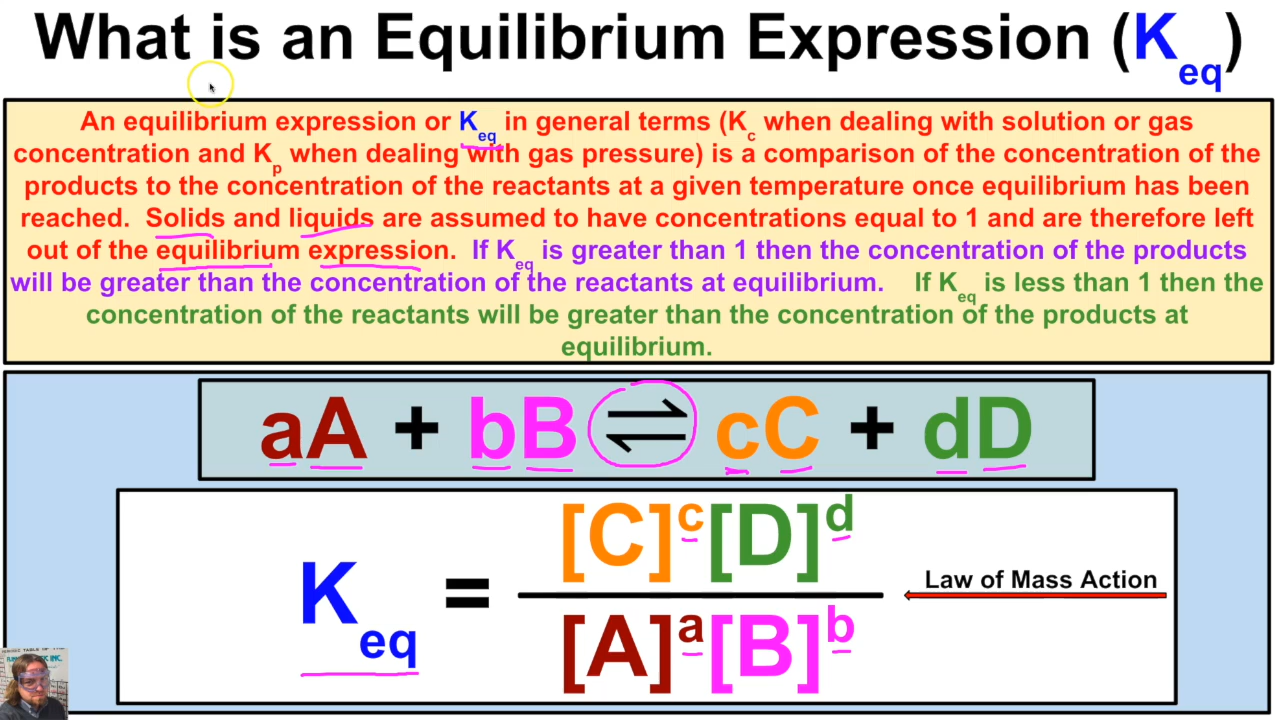 What is an Equilibrium Expression (Keq)
An equilibrium expression or Keq in general terms (Kc when dealing with solution or gas
concentration and Kp when dealing with gas pressure) is a comparison of the concentration of the
products to the concentration of the reactants at a given temperature once equilibrium has been
reached. Solids and liquids are assumed to have concentrations equal to 1 and are therefore left
out of the equilibrium expression. If Keq is greater than 1 then the concentration of the products
will be greater than the concentration of the reactants at equilibrium. If Keq is less than 1 then the
concentration of the reactants will be greater than the concentration of the products at
equilibrium.
aA + bB ⇌ cC + dD
[C]c[D]d
Keq =
[A]a[B]b
Law of Mass Action